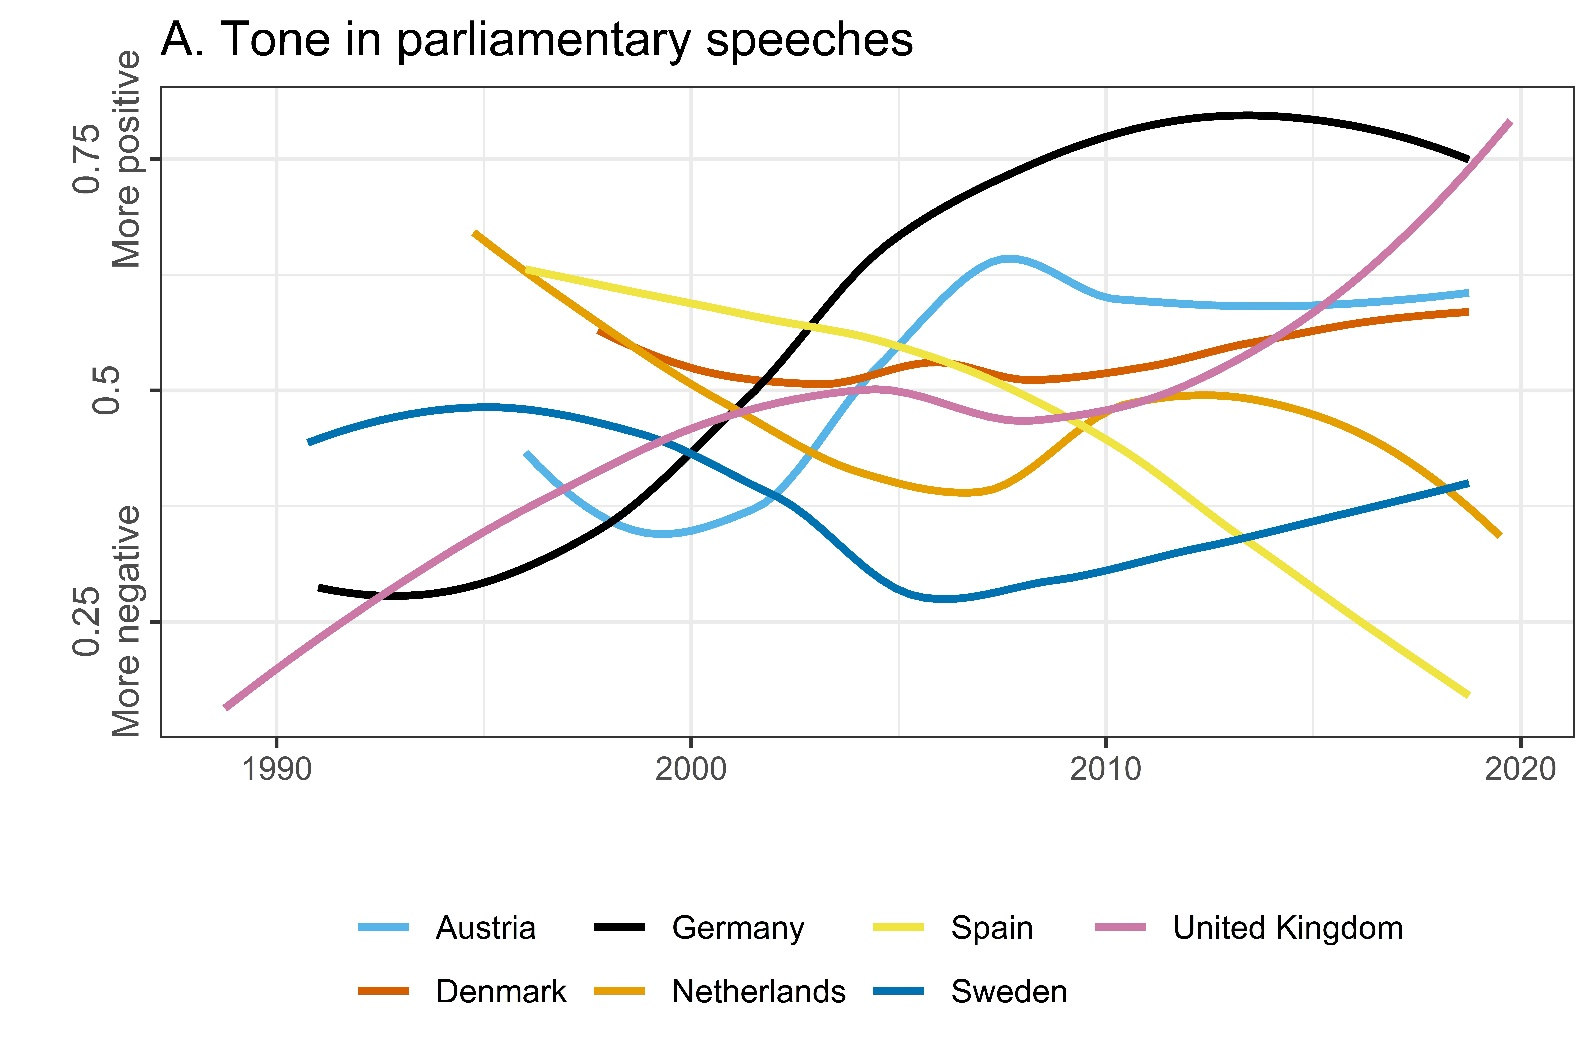 A. Tone in parliamentary speeches
0.75
More positive
0.5
0.25
More negative
1990 2000 2010 2020
Austria Germany Spain United Kingdom
Denmark Netherlands Sweden